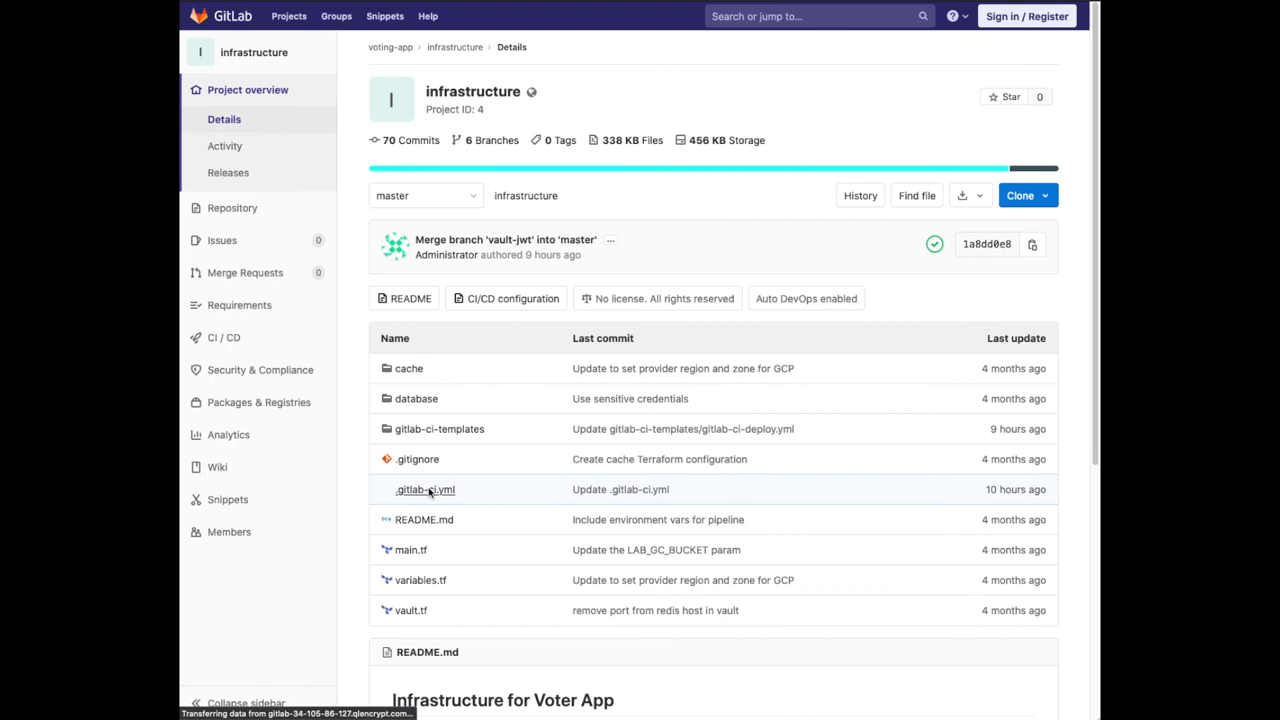 GitLab Projects Groups Snippets Help Search or jump to... Sign in / Register
I infrastructure
Project overview
Details
Activity
Releases
Repository
Issues 0
Merge Requests 0
Requirements
CI / CD
Security & Compliance
Packages & Registries
Analytics
Wiki
Snippets
Members
Collapse sidebar
Transferring data from gitlab-34-105-86-127.qlencrypt.com...
voting-app > infrastructure > Details
I
infrastructure
Project ID: 4
Star 0
70 Commits 6 Branches 0 Tags 338 KB Files 456 KB Storage
master infrastructure History Find file Clone
Merge branch 'vault-jwt' into 'master' ...
Administrator authored 9 hours ago
1a8dd0e8
README CI/CD configuration No license. All rights reserved Auto DevOps enabled
Name Last commit Last update
cache Update to set provider region and zone for GCP 4 months ago
database Use sensitive credentials 4 months ago
gitlab-ci-templates Update gitlab-ci-templates/gitlab-ci-deploy.yml 9 hours ago
.gitignore Create cache Terraform configuration 4 months ago
.gitlab-ci.yml Update .gitlab-ci.yml 10 hours ago
README.md Include environment vars for pipeline 4 months ago
main.tf Update the LAB_GC_BUCKET param 4 months ago
variables.tf Update to set provider region and zone for GCP 4 months ago
vault.tf remove port from redis host in vault 4 months ago
README.md
Infrastructure for Voter App